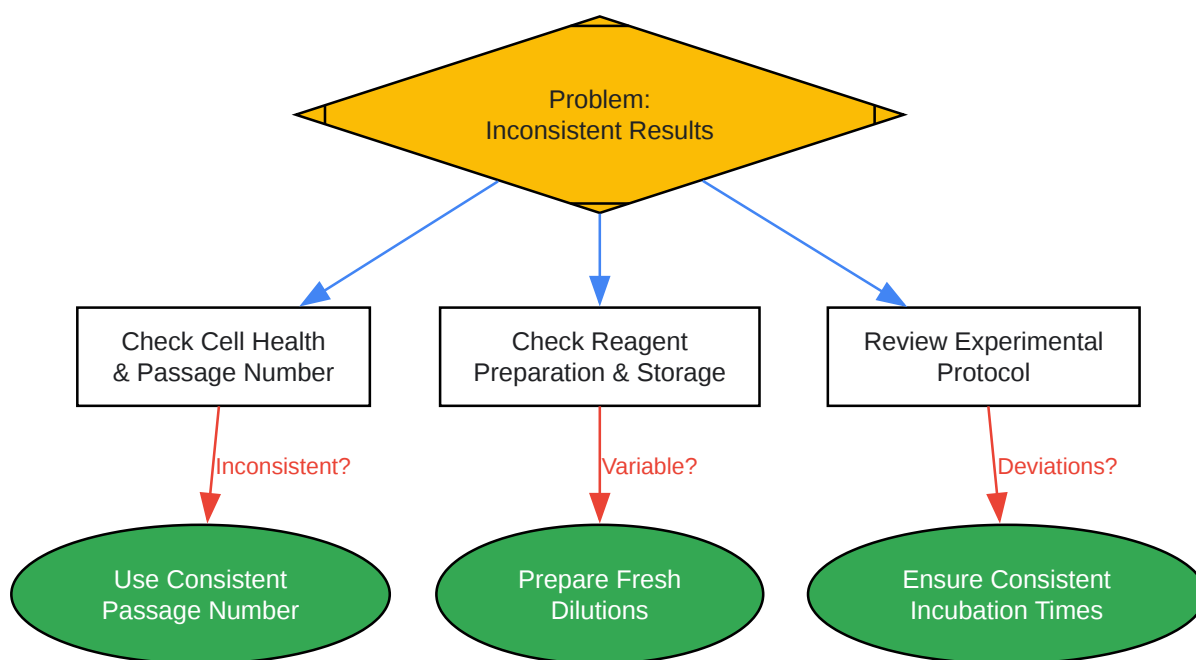 Problem:
Inconsistent Results
Check Cell Health
& Passage Number
Check Reagent
Preparation & Storage
Review Experimental
Protocol
Inconsistent?
Variable?
Deviations?
Use Consistent
Passage Number
Prepare Fresh
Dilutions
Ensure Consistent
Incubation Times